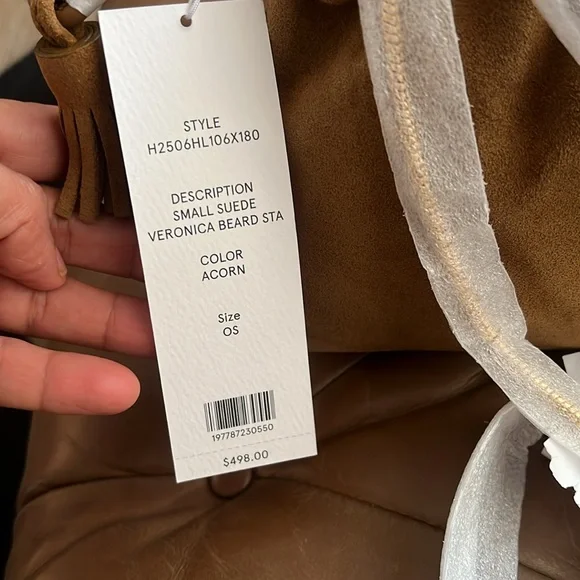 STYLE
H2506HL106X180
DESCRIPTION
SMALL SUEDE
VERONICA BEARD STA
COLOR
ACORN
Size
OS
197787230550
$498.00